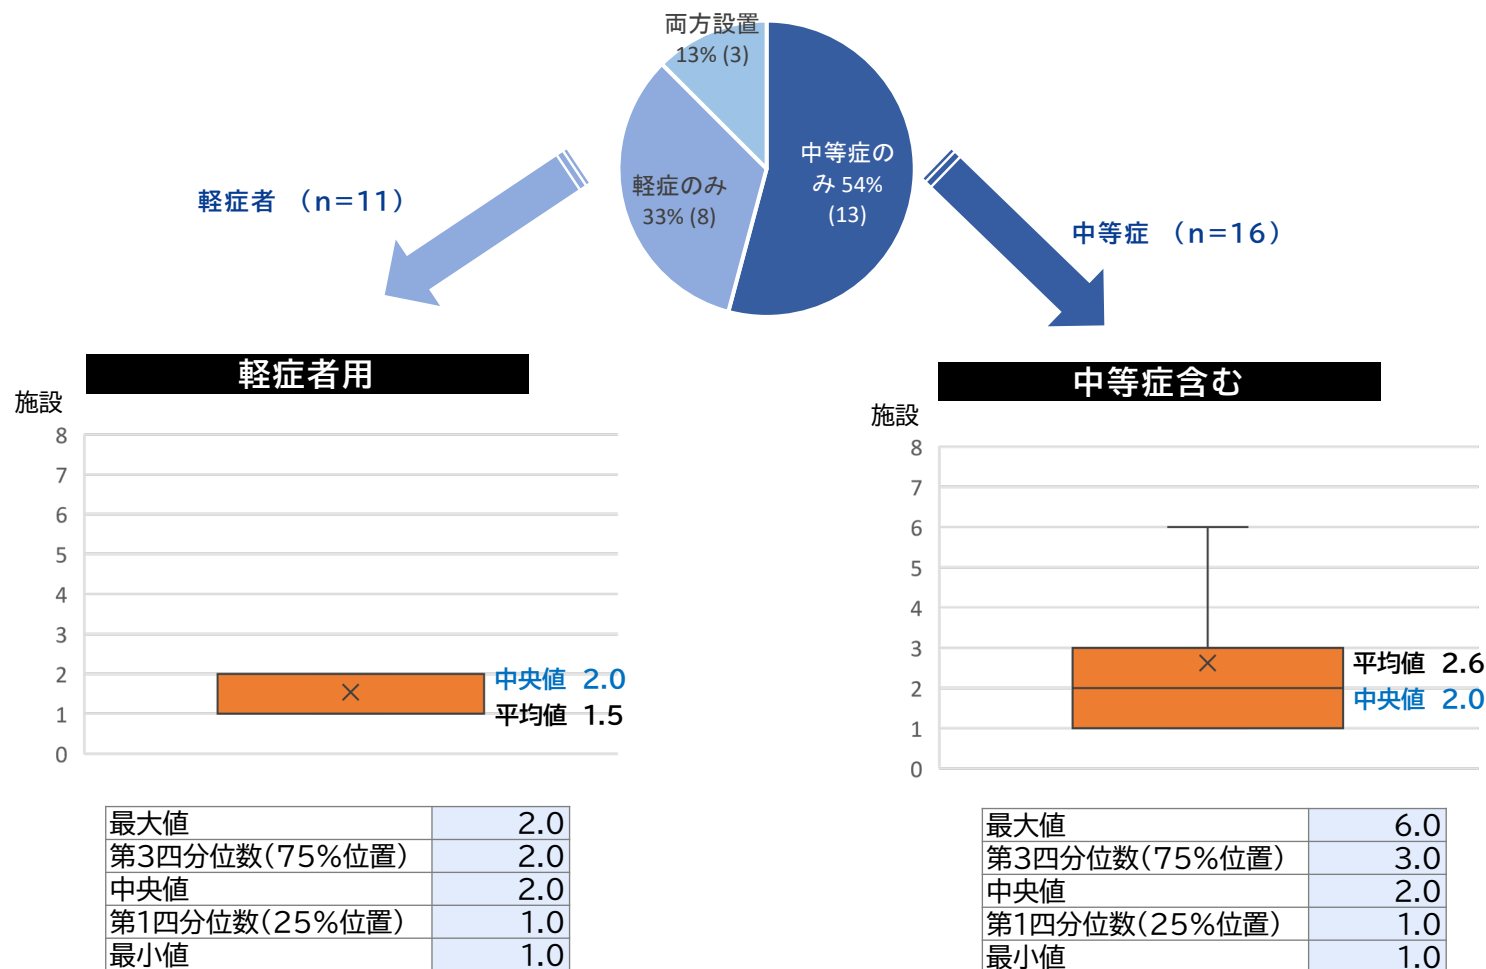 両方設置
13% (3)
中等症の
み 54%
(13)
軽症のみ
33% (8)
軽症者 （n=11）
中等症 （n=16）
軽症者用
施設
8
7
6
5
4
3
2
1
0
中央値 2.0
平均値 1.5
最大値 2.0
第3四分位数(75%位置) 2.0
中央値 2.0
第1四分位数(25%位置) 1.0
最小値 1.0
中等症含む
施設
8
7
6
5
4
3
2
1
0
平均値 2.6
中央値 2.0
最大値 6.0
第3四分位数(75%位置) 3.0
中央値 2.0
第1四分位数(25%位置) 1.0
最小値 1.0